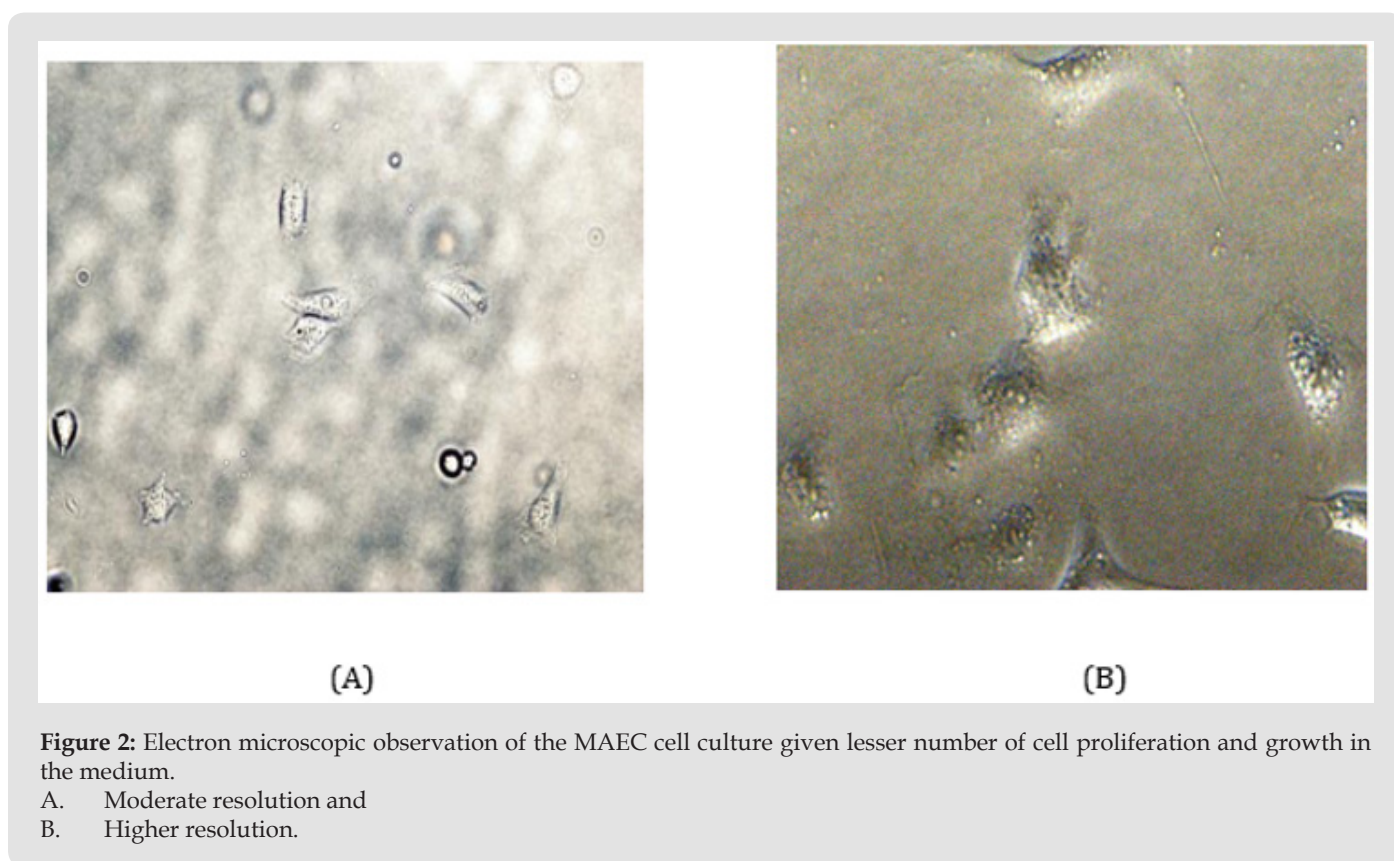 (A)
(B)
Figure 2: Electron microscopic observation of the MAEC cell culture given lesser number of cell proliferation and growth in
the medium.
A. Moderate resolution and
B. Higher resolution.